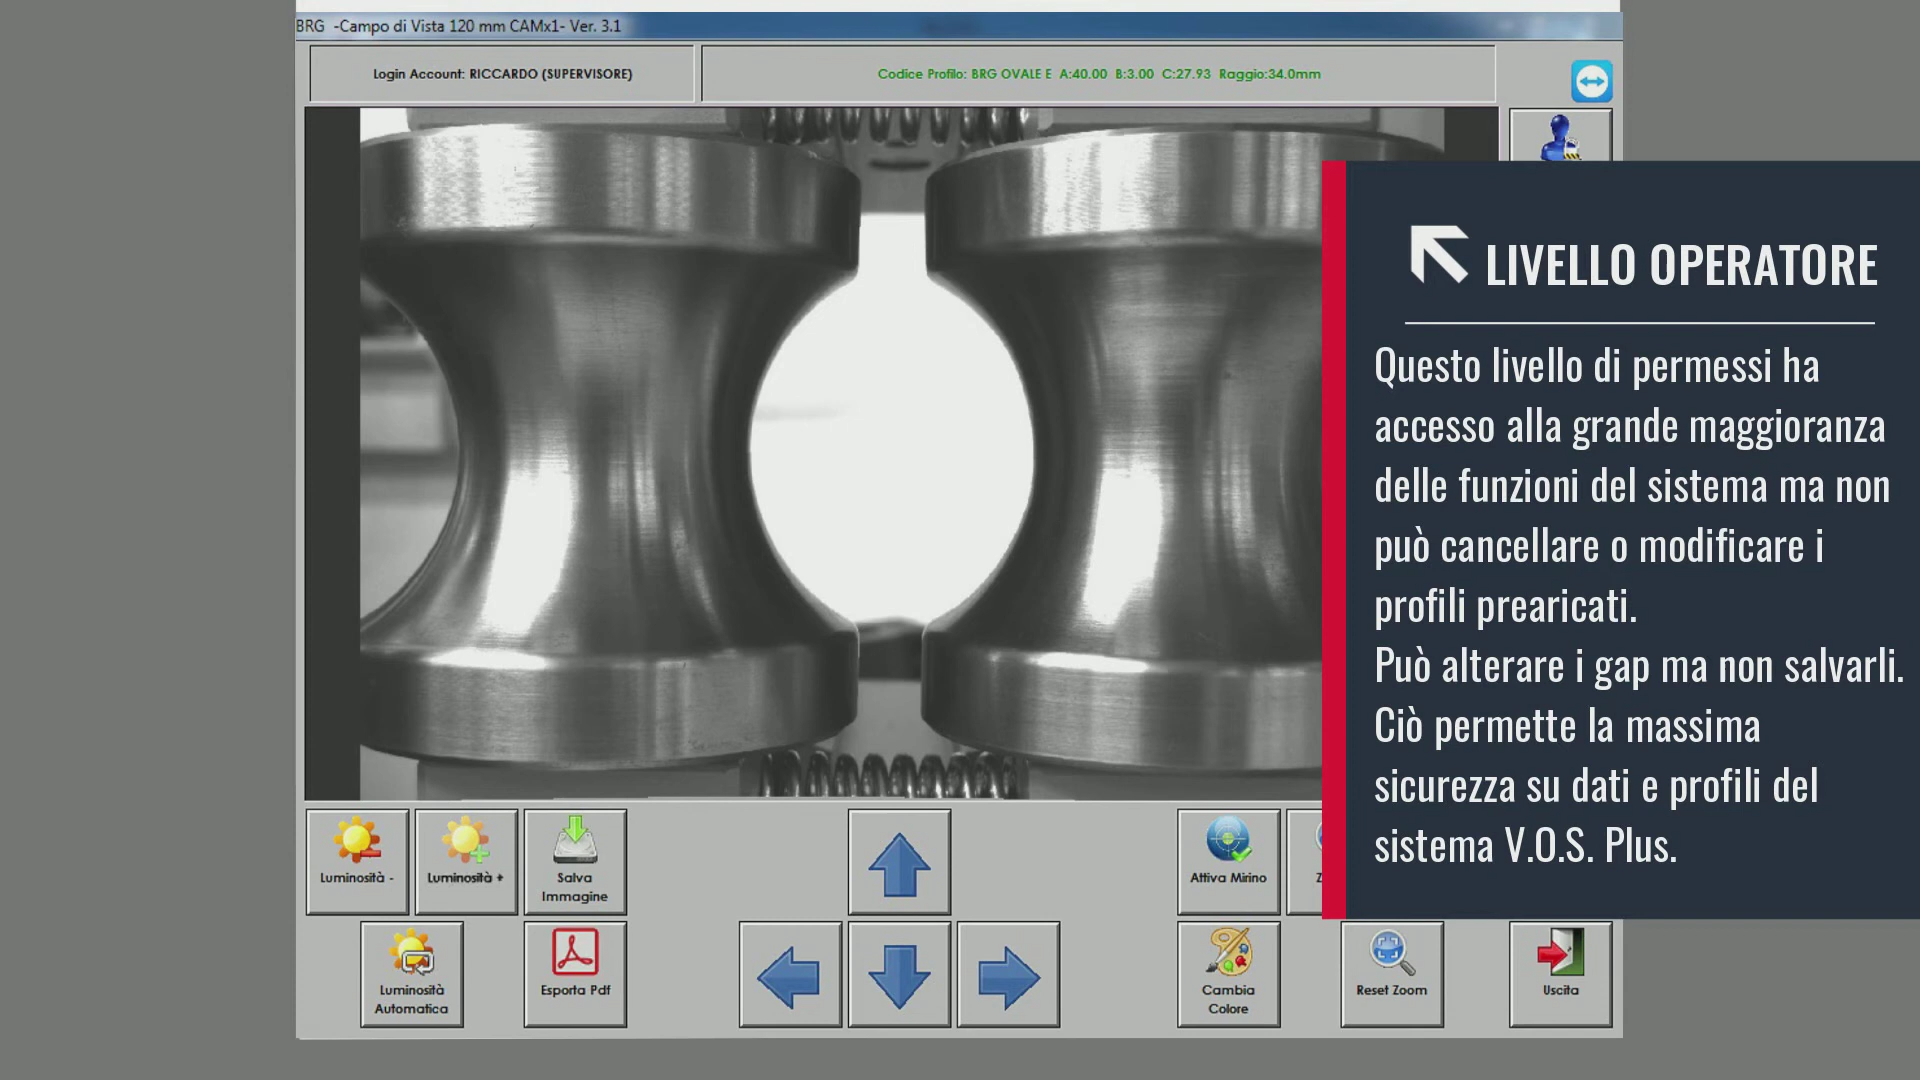 BRG -Campo di Vista 120 mm CAMx1- Ver. 3.1
Login Account: RICCARDO (SUPERVISORE)
Codice Profilo: BRG OVALE E A:40.00 B:3.00 C:27.93 Raggio:34.0mm
LIVELLO OPERATORE
Questo livello di permessi ha
accesso alla grande maggioranza
delle funzioni del sistema ma non
può cancellare o modificare i
profili prearicati.
Può alterare i gap ma non salvarli.
Ciò permette la massima
sicurezza su dati e profili del
sistema V.O.S. Plus.
Luminosità -
Luminosità +
Salva
Immagine
Attiva Mirino
Luminosità
Automatica
Esporta Pdf
Cambia
Colore
Reset Zoom
Uscita